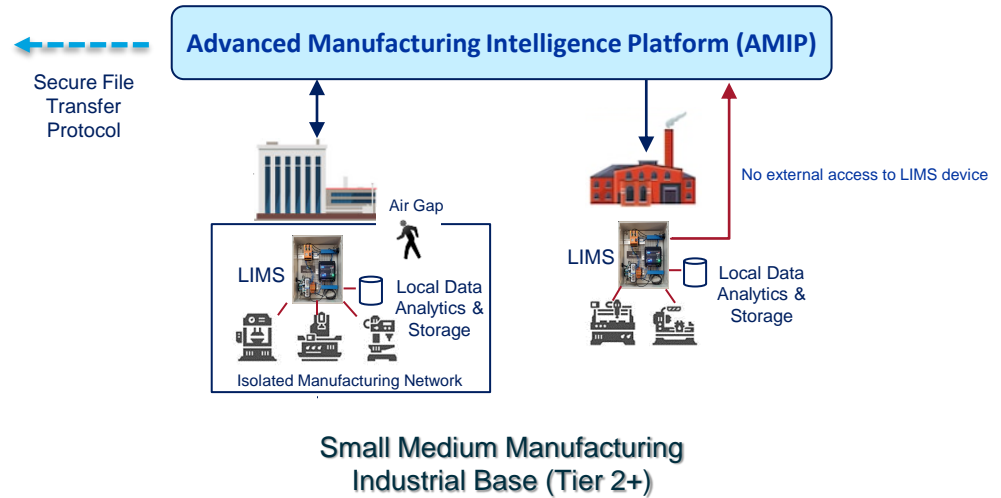 Advanced Manufacturing Intelligence Platform (AMIP)
Secure File
Transfer
Protocol
No external access to LIMS device
Air Gap
LIMS
Local Data
Analytics &
Storage
Isolated Manufacturing Network
LIMS
Local Data
Analytics &
Storage
Small Medium Manufacturing
Industrial Base (Tier 2+)